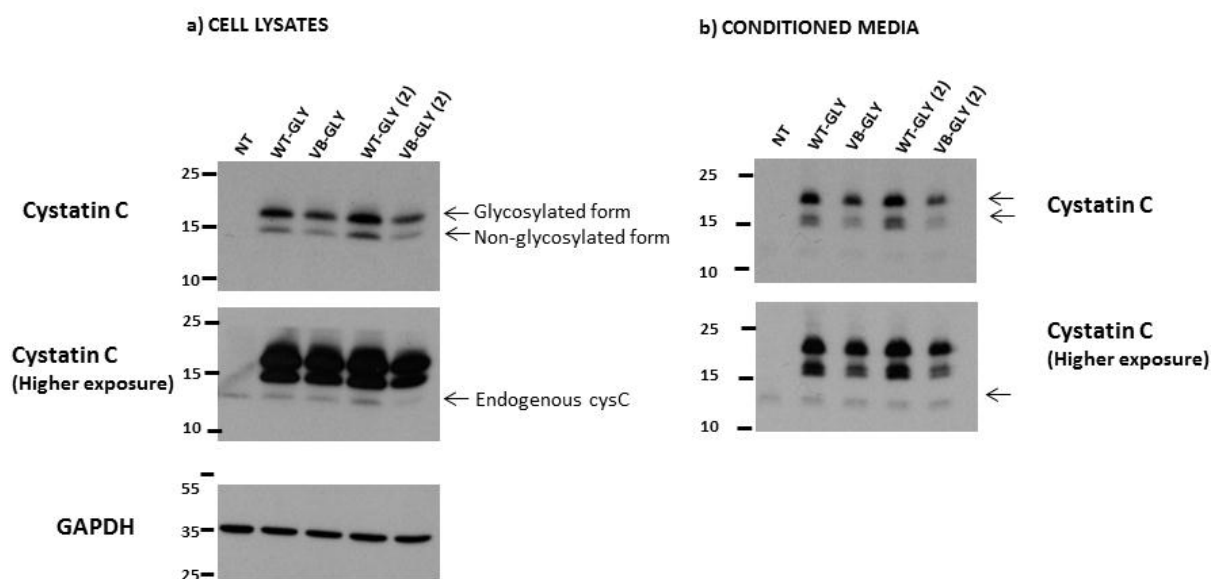 a) CELL LYSATES
NT
WT-GLY
VB-GLY
WT-GLY (2)
VB-GLY (2)
25
Cystatin C
15
10
Glycosylated form
Non-glycosylated form
25
Cystatin C
(Higher exposure)
15
10
Endogenous cysC
55
GAPDH
35
25
b) CONDITIONED MEDIA
NT
WT-GLY
VB-GLY
WT-GLY (2)
VB-GLY (2)
25
15
10
Cystatin C
25
15
10
Cystatin C
(Higher exposure)